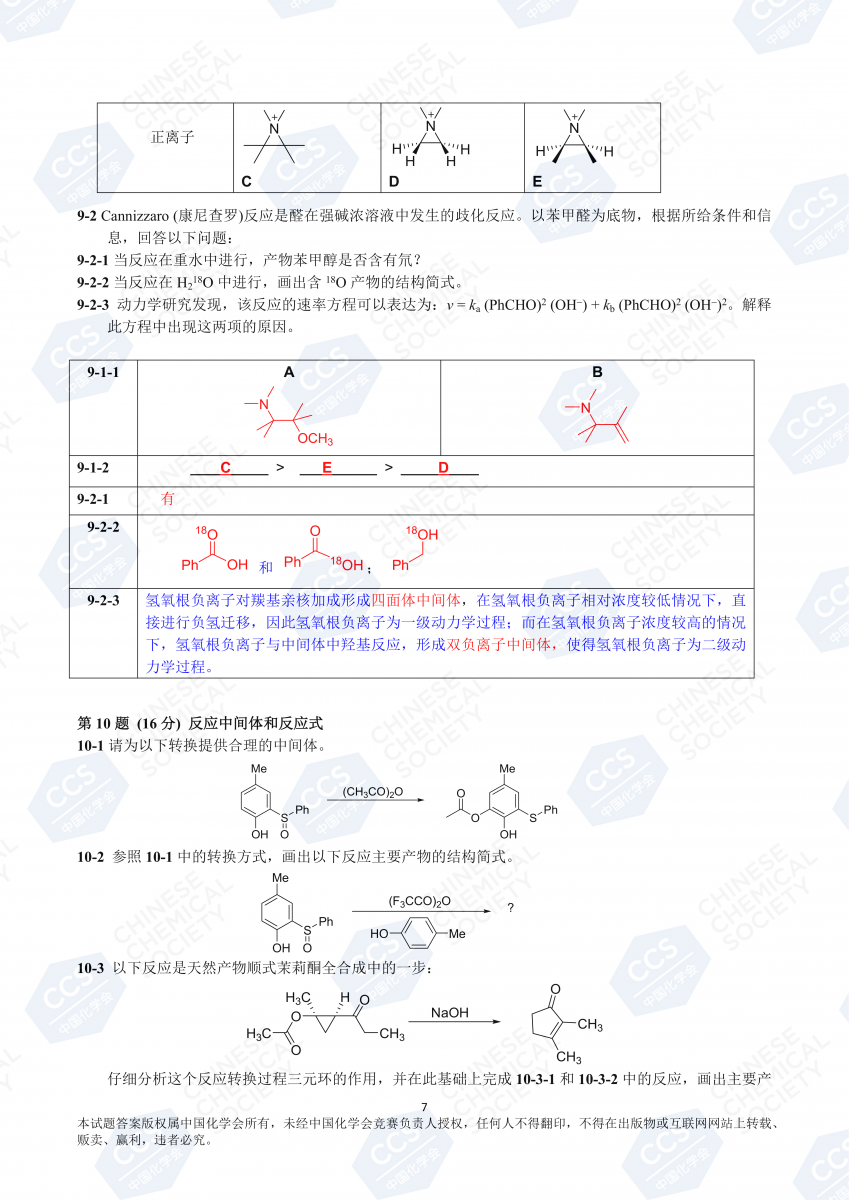 正离子
N
+
C
N
+
H
H
H
H
D
N
+
H
H
E
9-2 Cannizzaro (康尼查罗)反应是醛在强碱浓溶液中发生的歧化反应。以苯甲醛为底物，根据所给条件和信
息，回答以下问题：
9-2-1 当反应在重水中进行，产物苯甲醇是否含有氘？
9-2-2 当反应在 H₂¹⁸O 中进行，画出含 ¹⁸O 产物的结构简式。
9-2-3 动力学研究发现，该反应的速率方程可以表达为：v = kₐ (PhCHO)² (OH⁻) + k_b (PhCHO)² (OH⁻)²。解释
此方程中出现这两项的原因。
9-1-1
A
N
OCH₃
B
N
9-1-2
C > E > D
9-2-1
有
9-2-2
¹⁸O
Ph OH 和
O
Ph ¹⁸OH ；
¹⁸OH
Ph
9-2-3
氢氧根负离子对羰基亲核加成形成四面体中间体，在氢氧根负离子相对浓度较低情况下，直
接进行负氢迁移，因此氢氧根负离子为一级动力学过程；而在氢氧根负离子浓度较高的情况
下，氢氧根负离子与中间体中羟基反应，形成双负离子中间体，使得氢氧根负离子为二级动
力学过程。
第 10 题 (16 分) 反应中间体和反应式
10-1 请为以下转换提供合理的中间体。
Me
Ph
S
OH O
(CH₃CO)₂O
Me
O
O
OH
S
Ph
10-2 参照 10-1 中的转换方式，画出以下反应主要产物的结构简式。
Me
Ph
S
OH O
(F₃CCO)₂O
HO Me
?
10-3 以下反应是天然产物顺式茉莉酮全合成中的一步：
H₃C H O
O
H₃C
O
CH₃
NaOH
O
CH₃
CH₃
仔细分析这个反应转换过程三元环的作用，并在此基础上完成 10-3-1 和 10-3-2 中的反应，画出主要产
7
本试题答案版权属中国化学会所有，未经中国化学会竞赛负责人授权，任何人不得翻印，不得在出版物或互联网网站上转载、
贩卖、赢利，违者必究。
CCS
中国化学会
CHINESE
CHEMICAL
SOCIETY